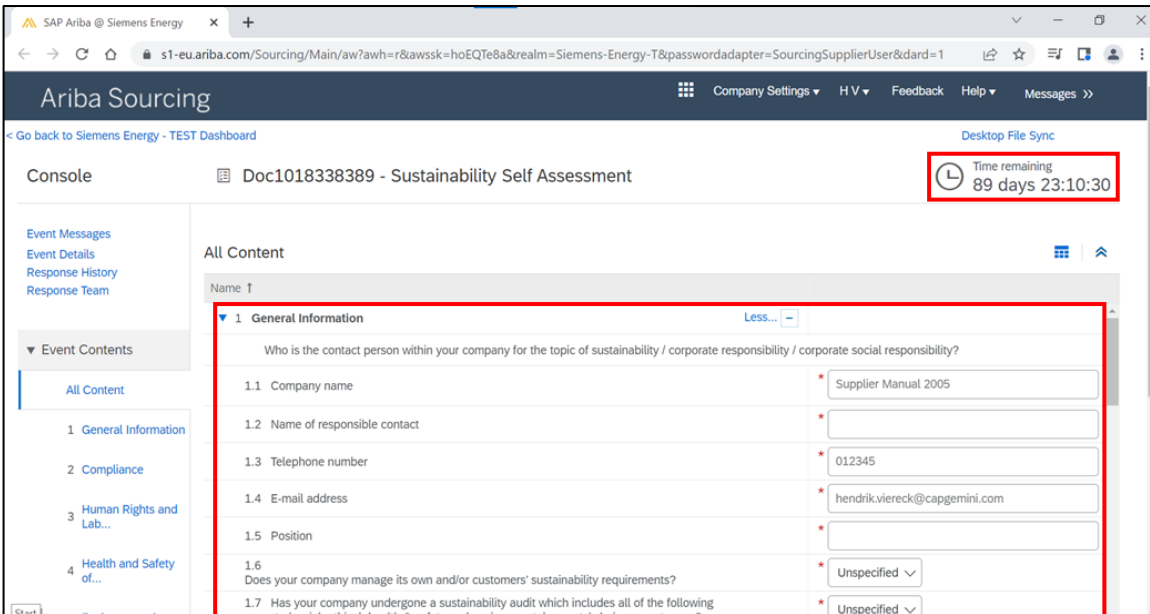 SAP Ariba @ Siemens Energy
s1-eu.ariba.com/Sourcing/Main/aw?awh=r&awssk=hoEQTe8a&realm=Siemens-Energy-T&passwordadapter=SourcingSupplierUser&dard=1
Ariba Sourcing
Company Settings
H V
Feedback
Help
Messages >>
< Go back to Siemens Energy - TEST Dashboard
Desktop File Sync
Console
Doc1018338389 - Sustainability Self Assessment
Time remaining
89 days 23:10:30
Event Messages
Event Details
Response History
Response Team
All Content
Name ↑
1 General Information
Less...
Event Contents
Who is the contact person within your company for the topic of sustainability / corporate responsibility / corporate social responsibility?
All Content
1.1 Company name
* Supplier Manual 2005
1 General Information
1.2 Name of responsible contact
*
2 Compliance
1.3 Telephone number
* 012345
3 Human Rights and
Lab...
1.4 E-mail address
* hendrik.viereck@capgemini.com
1.5 Position
*
4 Health and Safety
of...
1.6
Does your company manage its own and/or customers' sustainability requirements?
* Unspecified
1.7 Has your company undergone a sustainability audit which includes all of the following
* Unspecified
Start